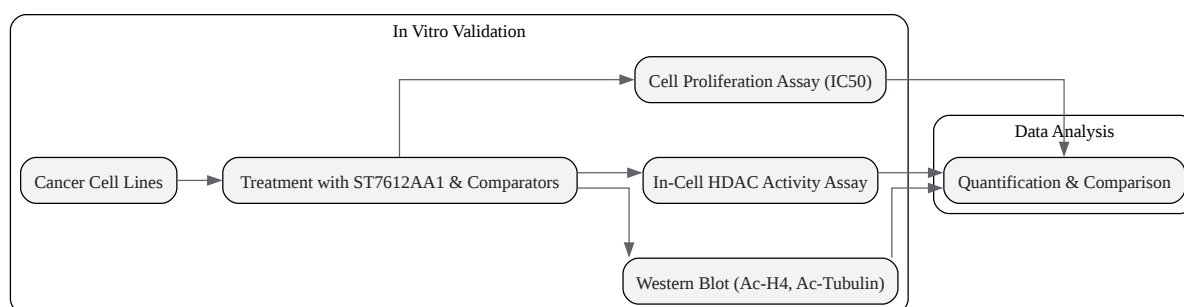 In Vitro Validation
Cell Proliferation Assay (IC50)
Data Analysis
Cancer Cell Lines
Treatment with ST7612AA1 & Comparators
In-Cell HDAC Activity Assay
Quantification & Comparison
Western Blot (Ac-H4, Ac-Tubulin)